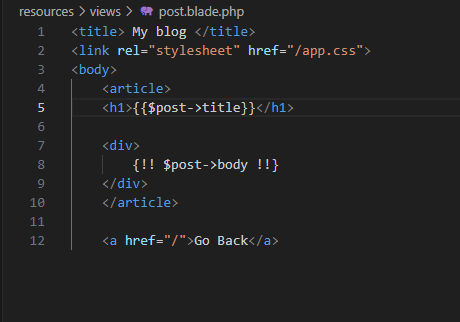 resources > views > post.blade.php
1 <title> My blog </title>
2 <link rel="stylesheet" href="/app.css">
3 <body>
4 <article>
5 <h1>{{$post->title}}</h1>
6
7 <div>
8 {!! $post->body !!}
9 </div>
10 </article>
11
12 <a href="/">Go Back</a>